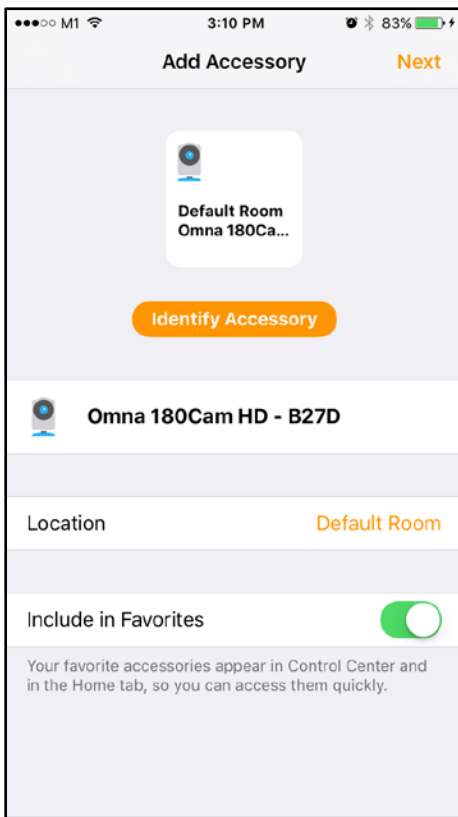 M1 3:10 PM 83%
Add Accessory Next
Default Room
Omna 180Ca...
Identify Accessory
Omna 180Cam HD - B27D
Location Default Room
Include in Favorites
Your favorite accessories appear in Control Center and
in the Home tab, so you can access them quickly.